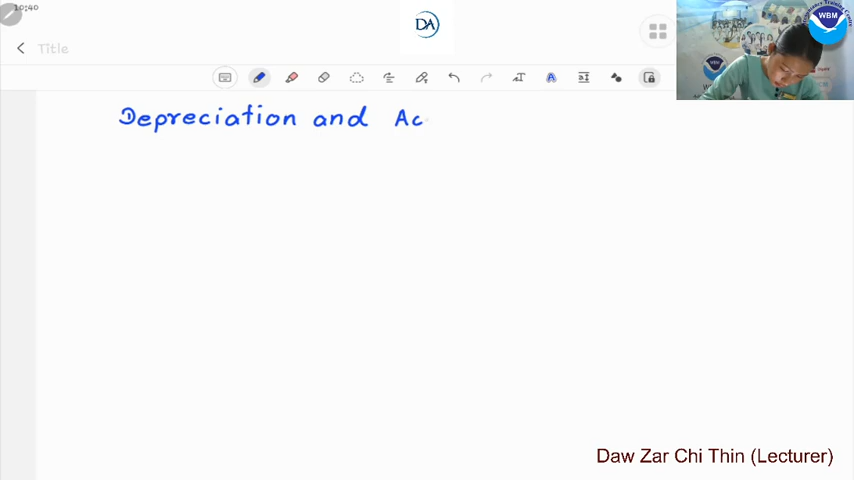 10:40
DA
Title
WBM
Depreciation and Ac
Daw Zar Chi Thin (Lecturer)